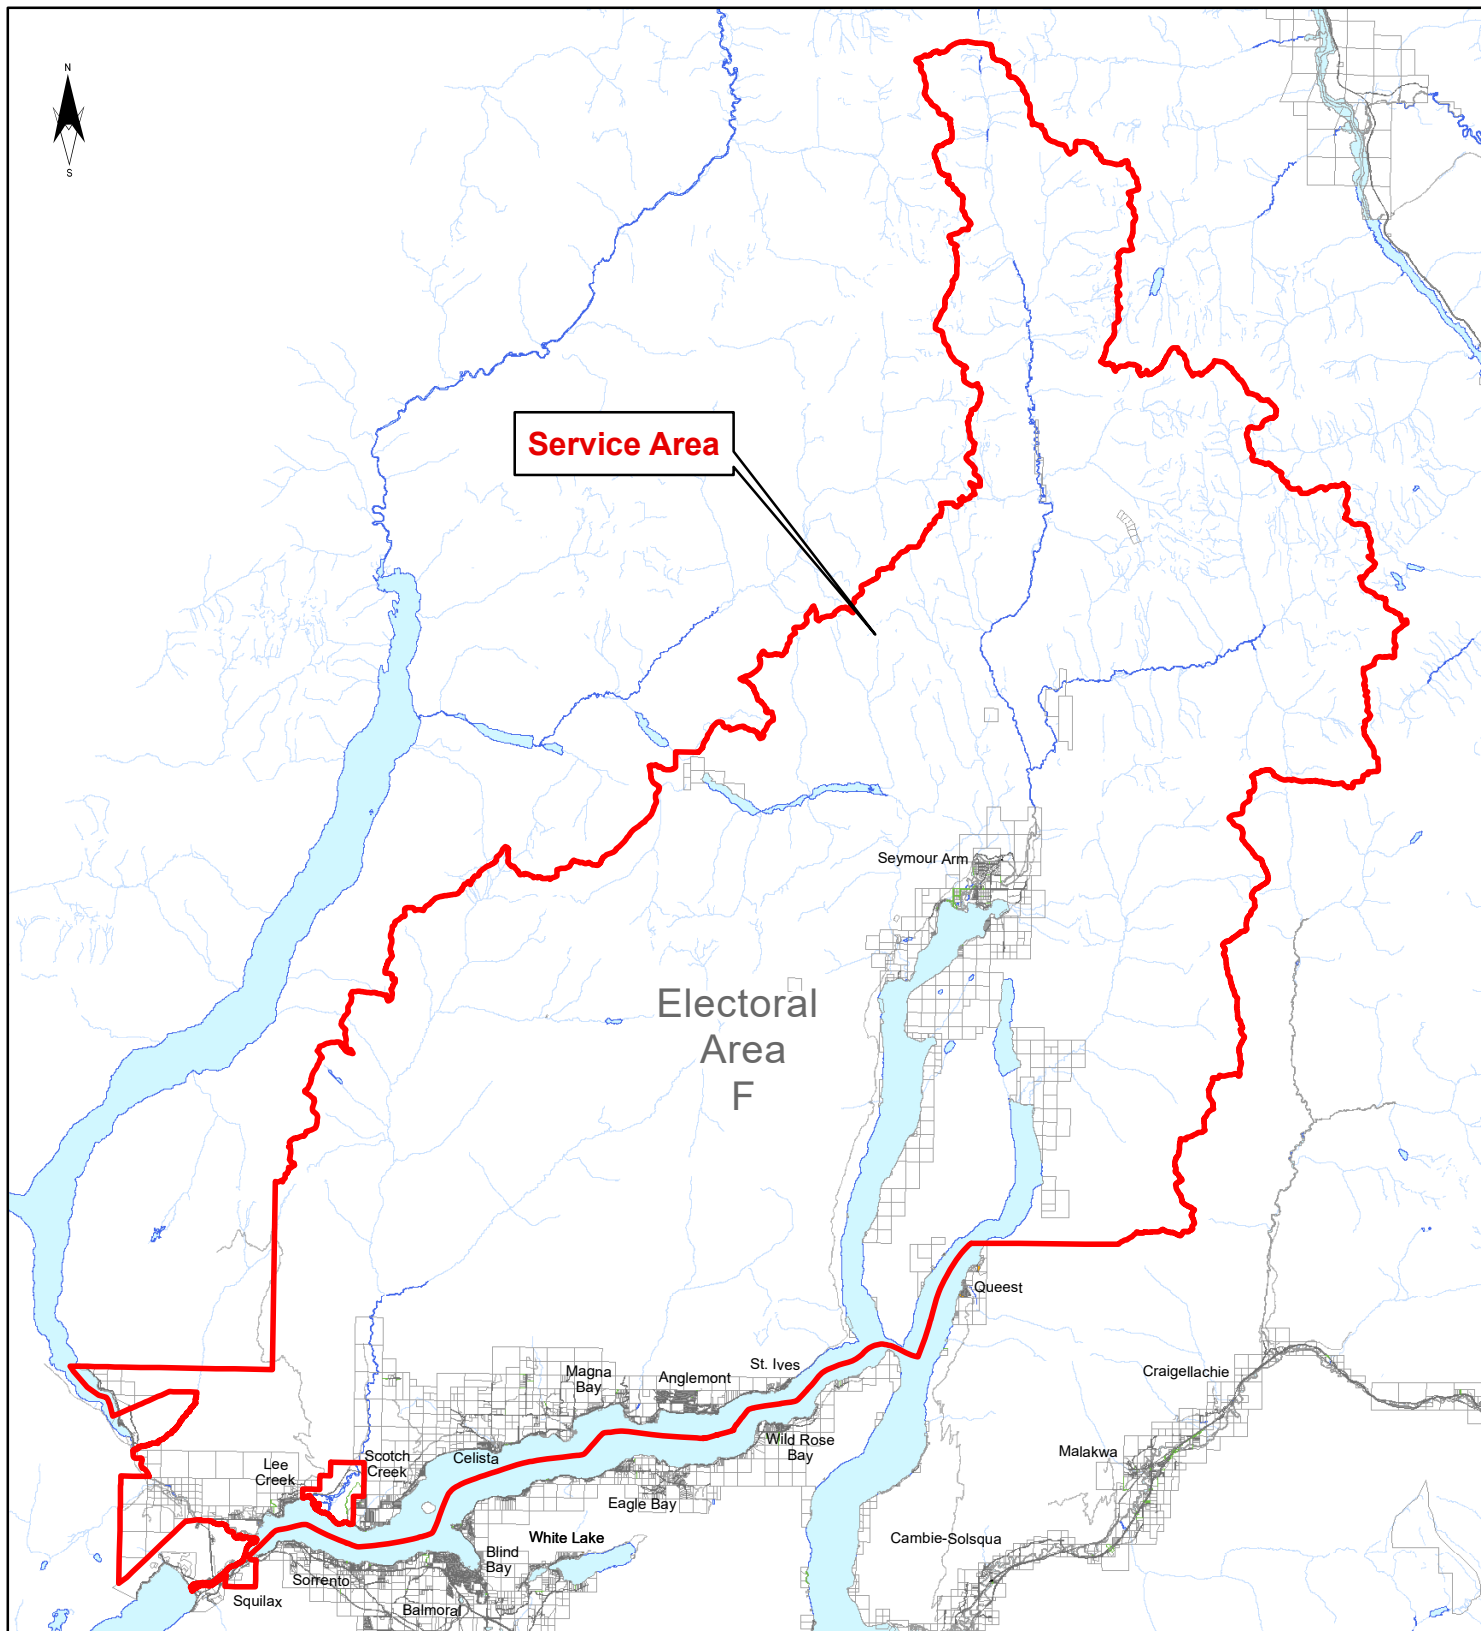 N
S
Service Area
Seymour Arm
Electoral
Area
F
Queest
St. Ives
Magna
Bay
Anglemont
Craigellachie
Wild Rose
Bay
Malakwa
Lee
Creek
Scotch
Creek
Celista
Eagle Bay
Cambie-Solsqua
White Lake
Blind
Bay
Sorrento
Squilax
Balmoral